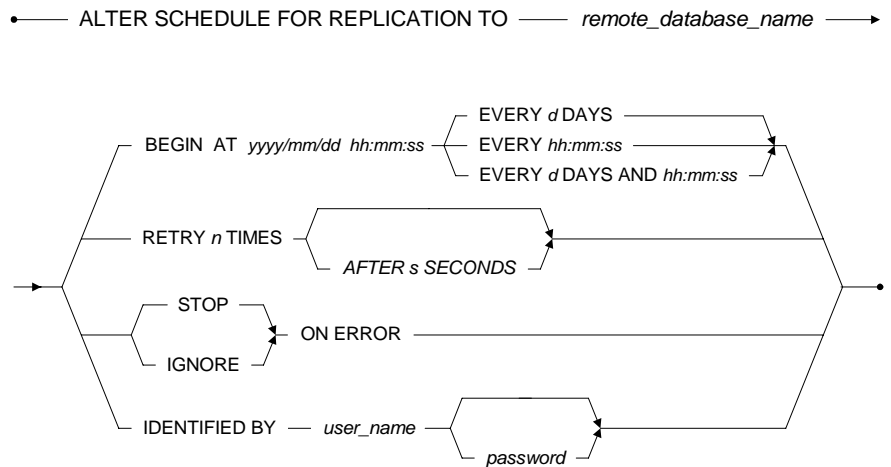 ALTER SCHEDULE FOR REPLICATION TO remote_database_name
BEGIN AT yyyy/mm/dd hh:mm:ss
EVERY d DAYS
EVERY hh:mm:ss
EVERY d DAYS AND hh:mm:ss
RETRY n TIMES
AFTER s SECONDS
STOP
IGNORE
ON ERROR
IDENTIFIED BY user_name
password